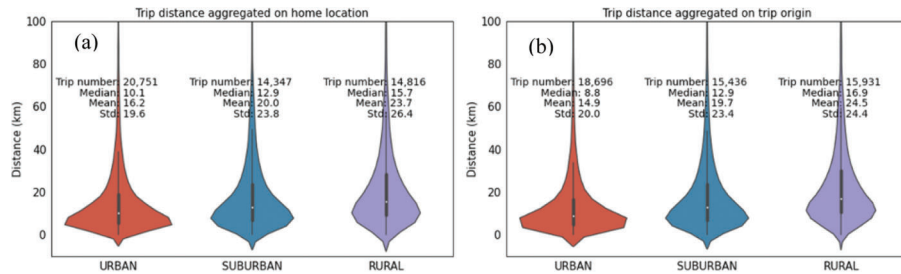 Trip distance aggregated on home location
(a)
100
80
60
40
20
0
Distance (km)
Trip number: 20,751
Median: 10.1
Mean: 16.2
Std: 19.6
Trip number: 14,347
Median: 12.9
Mean: 20.0
Std: 23.8
Trip number: 14,816
Median: 15.7
Mean: 23.7
Std: 26.4
URBAN
SUBURBAN
RURAL
Trip distance aggregated on trip origin
(b)
100
80
60
40
20
0
Distance (km)
Trip number: 18,696
Median: 8.8
Mean: 14.9
Std: 20.0
Trip number: 15,436
Median: 12.9
Mean: 19.7
Std: 23.4
Trip number: 15,931
Median: 16.9
Mean: 24.5
Std: 24.4
URBAN
SUBURBAN
RURAL